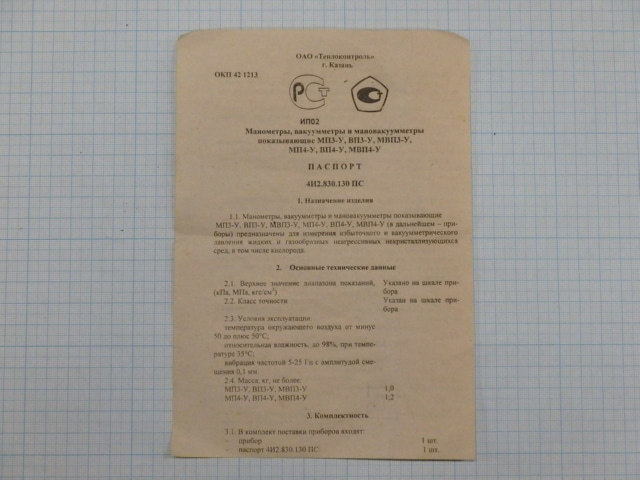 ОАО «Теплоконтроль»
г. Казань
ОКП 42 1213
РСТ
ИП02
Манометры, вакуумметры и мановакуумметры
показывающие МП3-У, ВП3-У, МВП3-У,
МП4-У, ВП4-У, МВП4-У
ПАСПОРТ
4И2.830.130 ПС
1. Назначение изделия
1.1. Манометры, вакуумметры и мановакуумметры показывающие
МП3-У, ВП3-У, МВП3-У, МП4-У, ВП4-У, МВП4-У (в дальнейшем – при-
боры) предназначены для измерения избыточного и вакуумметрического
давления жидких и газообразных неагрессивных некристаллизующихся
сред, в том числе кислорода.
2. Основные технические данные
2.1. Верхнее значение диапазона показаний, Указано на шкале при-
(кПа, МПа, кгс/см²) бора
2.2. Класс точности Указан на шкале при-
бора
2.3. Условия эксплуатации:
температура окружающего воздуха от минус
50 до плюс 50°С;
относительная влажность, до 98%, при темпе-
ратуре 35°С;
вибрация частотой 5-25 Гц с амплитудой сме-
щения 0,1 мм
2.4. Масса, кг, не более:
МП3-У, ВП3-У, МВП3-У 1,0
МП4-У, ВП4-У, МВП4-У 1,2
3. Комплектность
3.1. В комплект поставки приборов входят:
– прибор 1 шт.
– паспорт 4И2.830.130 ПС 1 шт.